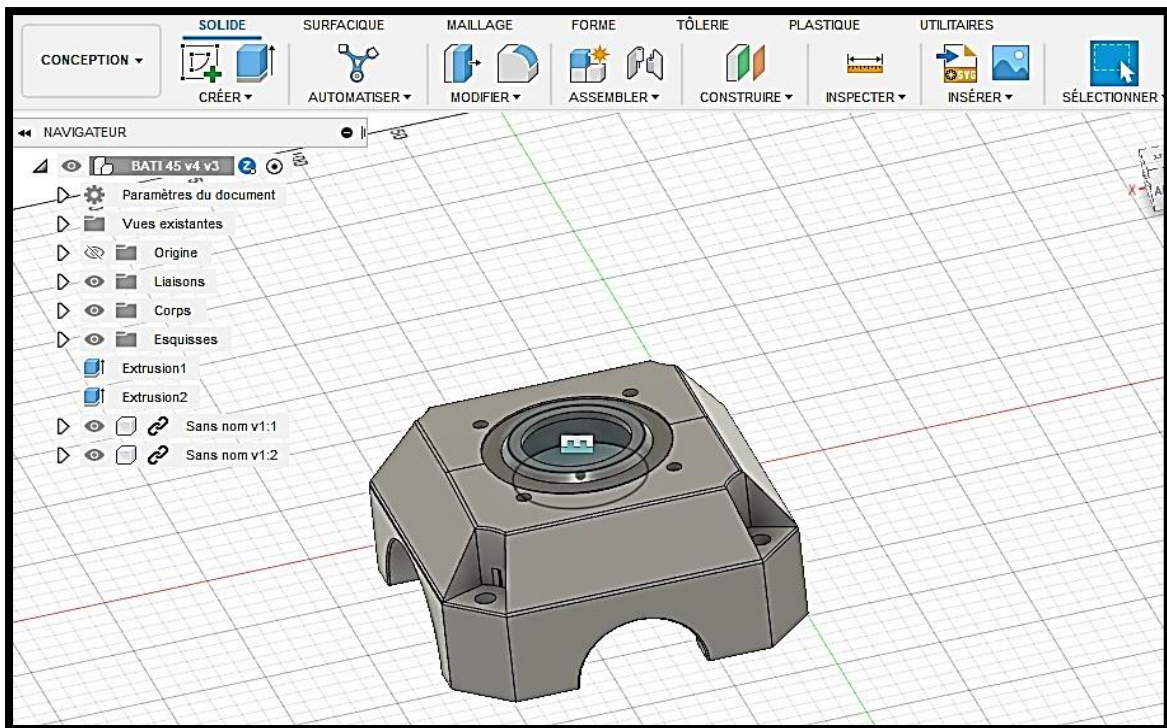 SOLIDE SURFACIQUE MAILLAGE FORME TÔLERIE PLASTIQUE UTILITAIRES
CONCEPTION
CRÉER AUTOMATISER MODIFIER ASSEMBLER CONSTRUIRE INSPECTER INSÉRER SÉLECTIONNER
SVG
NAVIGATEUR
BATI 45 v4 v3
Paramètres du document
Vues existantes
Origine
Liaisons
Corps
Esquisses
Extrusion1
Extrusion2
Sans nom v1:1
Sans nom v1:2
X